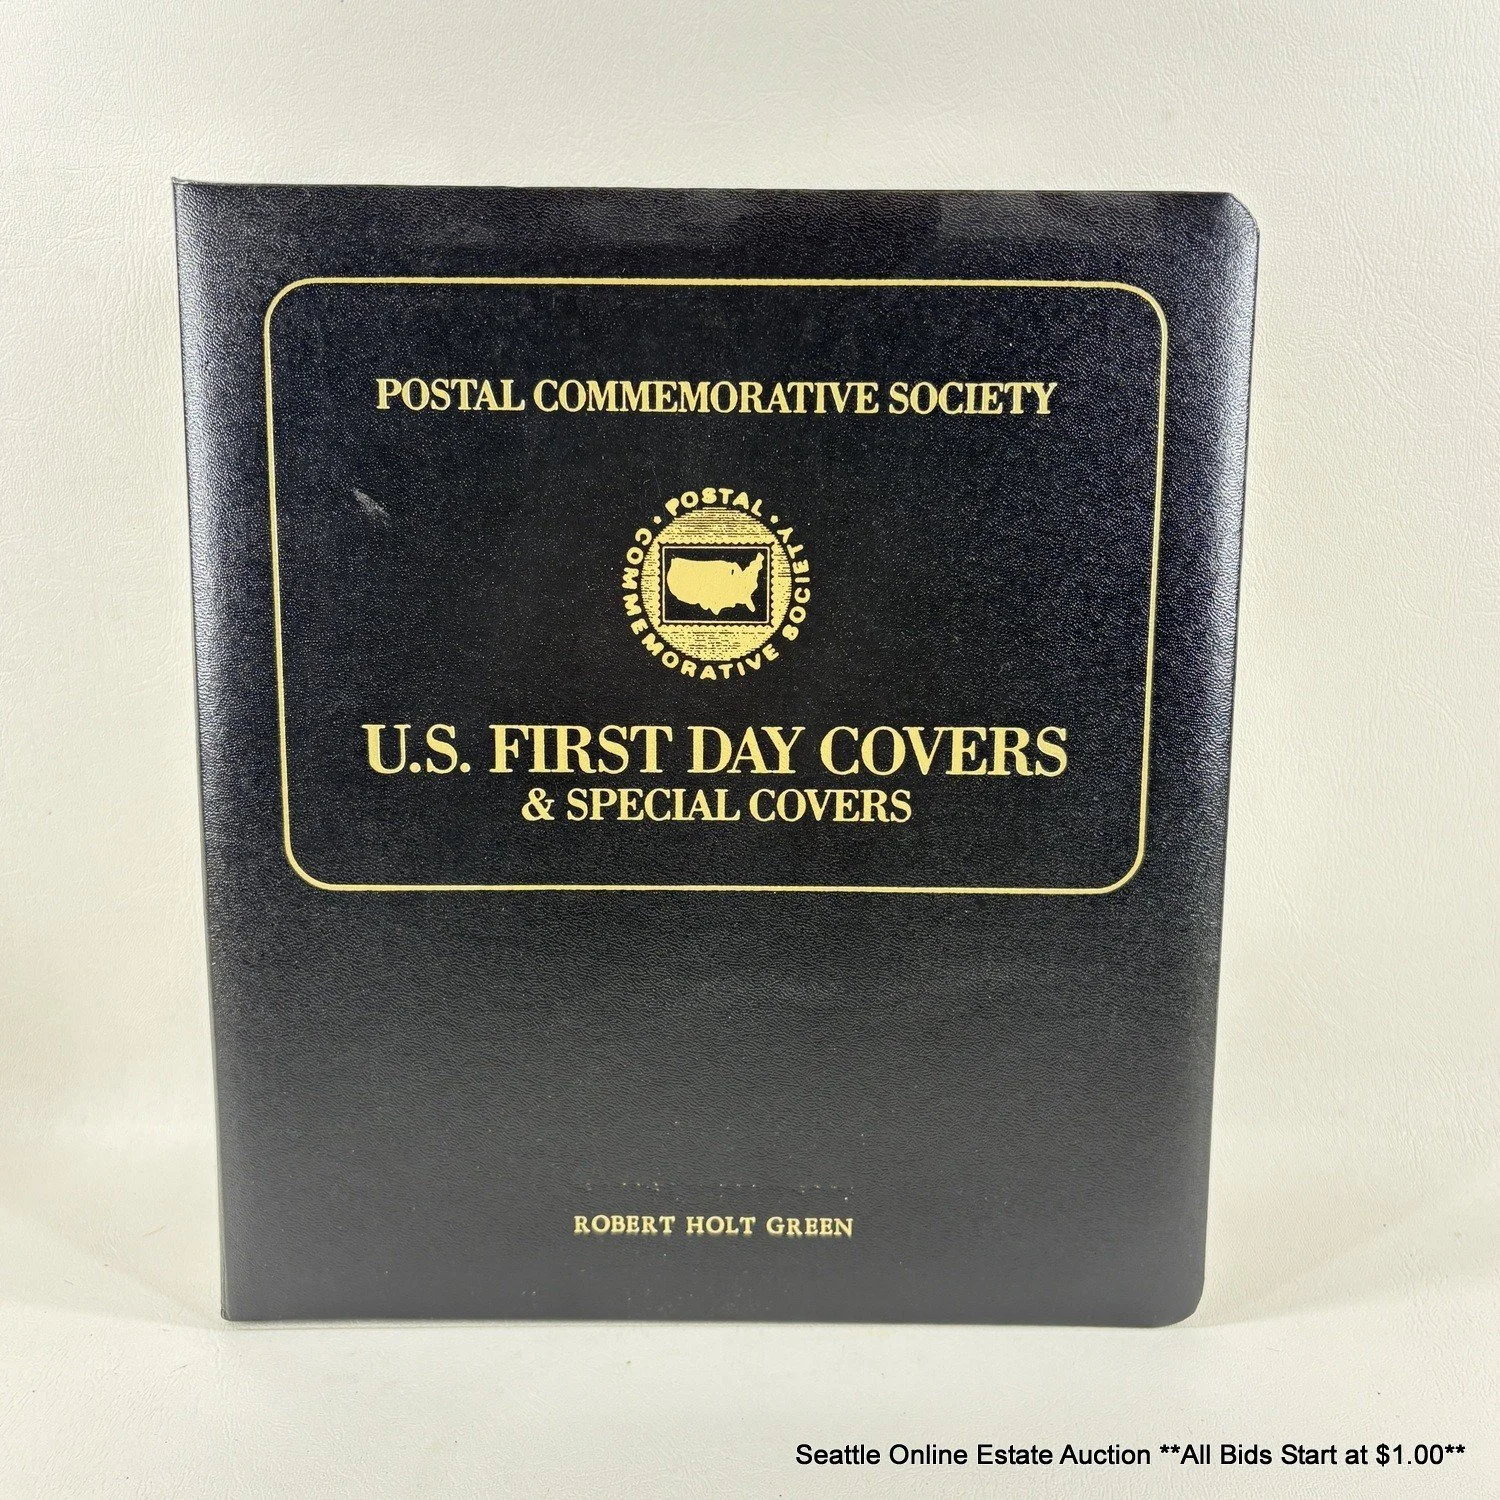 POSTAL COMMEMORATIVE SOCIETY
• POSTAL •
COMMEMORATIVE SOCIETY
U.S. FIRST DAY COVERS
& SPECIAL COVERS
ROBERT HOLT GREEN
Seattle Online Estate Auction **All Bids Start at $1.00**